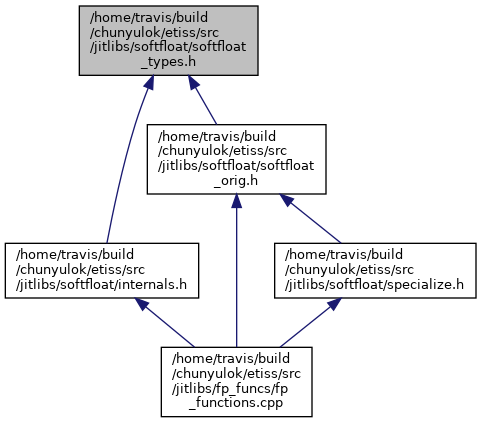 /home/travis/build
/chunyulok/etiss/src
/jitlibs/softfloat/softfloat
_types.h
/home/travis/build
/chunyulok/etiss/src
/jitlibs/softfloat/softfloat
_orig.h
/home/travis/build
/chunyulok/etiss/src
/jitlibs/softfloat/internals.h
/home/travis/build
/chunyulok/etiss/src
/jitlibs/softfloat/specialize.h
/home/travis/build
/chunyulok/etiss/src
/jitlibs/fp_funcs/fp
_functions.cpp